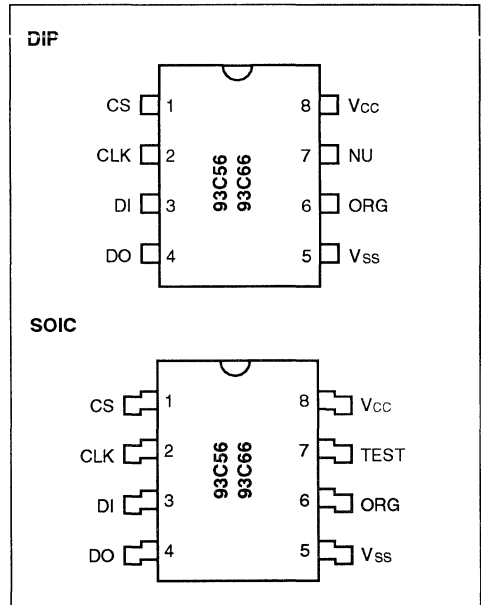 DIP
CS 1 8 Vcc
CLK 2 7 NU
DI 3 6 ORG
DO 4 5 Vss
93C56
93C66
SOIC
CS 1 8 Vcc
CLK 2 7 TEST
DI 3 6 ORG
DO 4 5 Vss
93C56
93C66